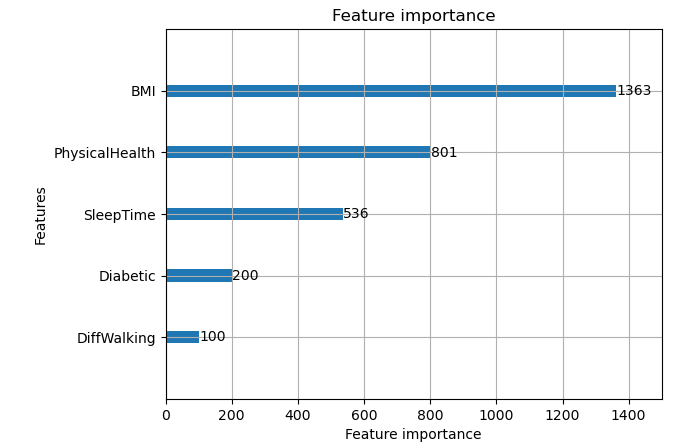 Feature importance
BMI
1363
PhysicalHealth
801
SleepTime
536
Diabetic
200
DiffWalking
100
Features
0 200 400 600 800 1000 1200 1400
Feature importance